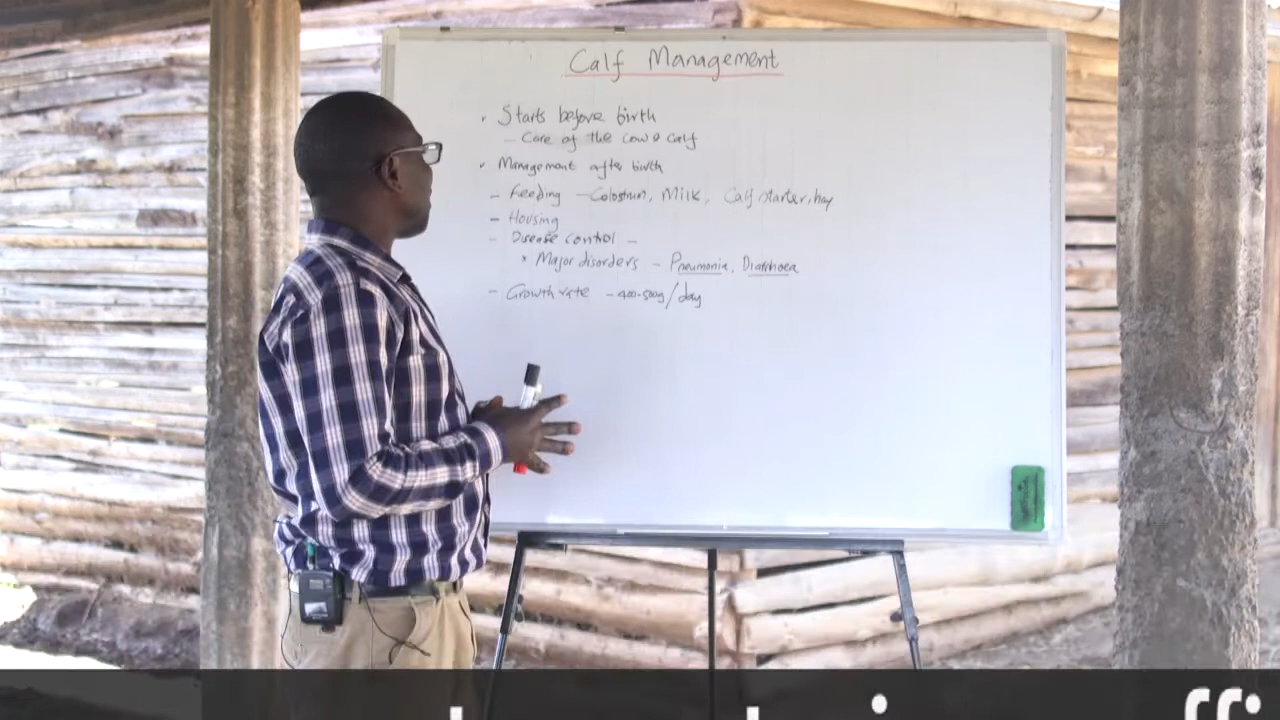 Calf Management
• Starts before birth
- Care of the cow & calf
• Management after birth
- Feeding - Colostrum, Milk, Calf starter, hay
- Housing
- Disease control -
* Major disorders - Pneumonia, Diarrhoea
- Growth rate - 400-500g/day